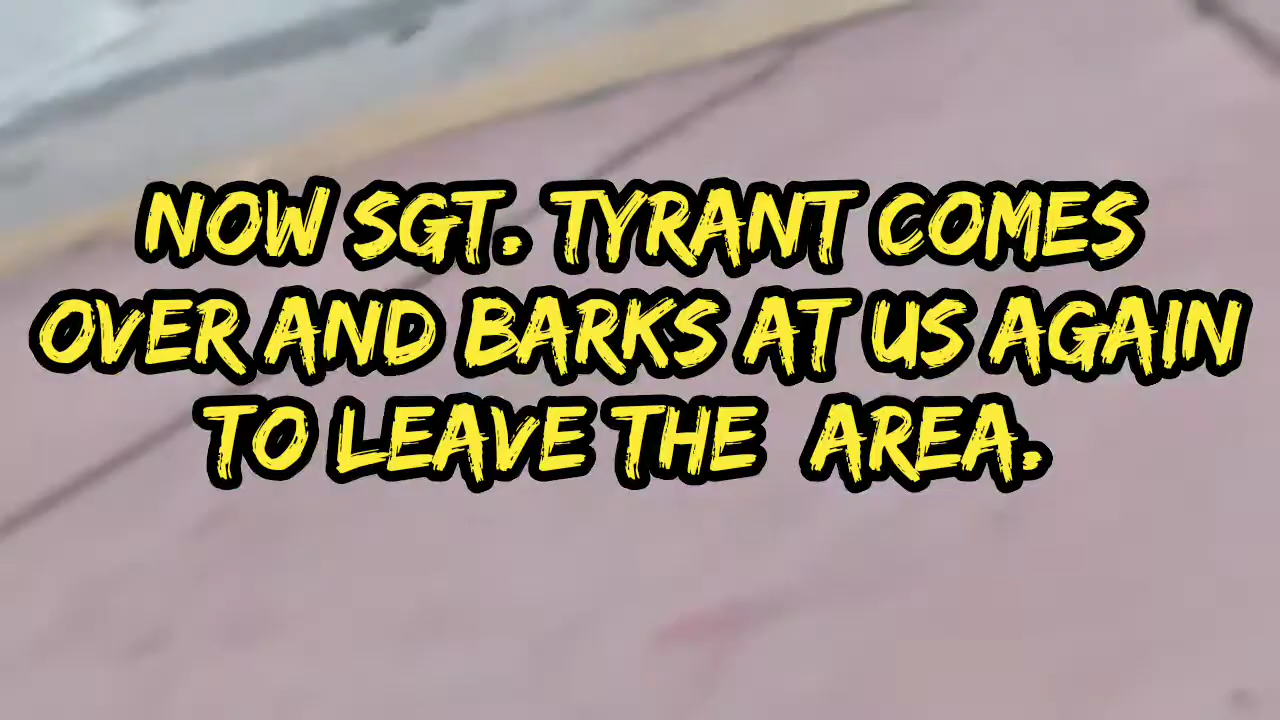 NOW SGT. TYRANT COMES
OVER AND BARKS AT US AGAIN
TO LEAVE THE AREA.